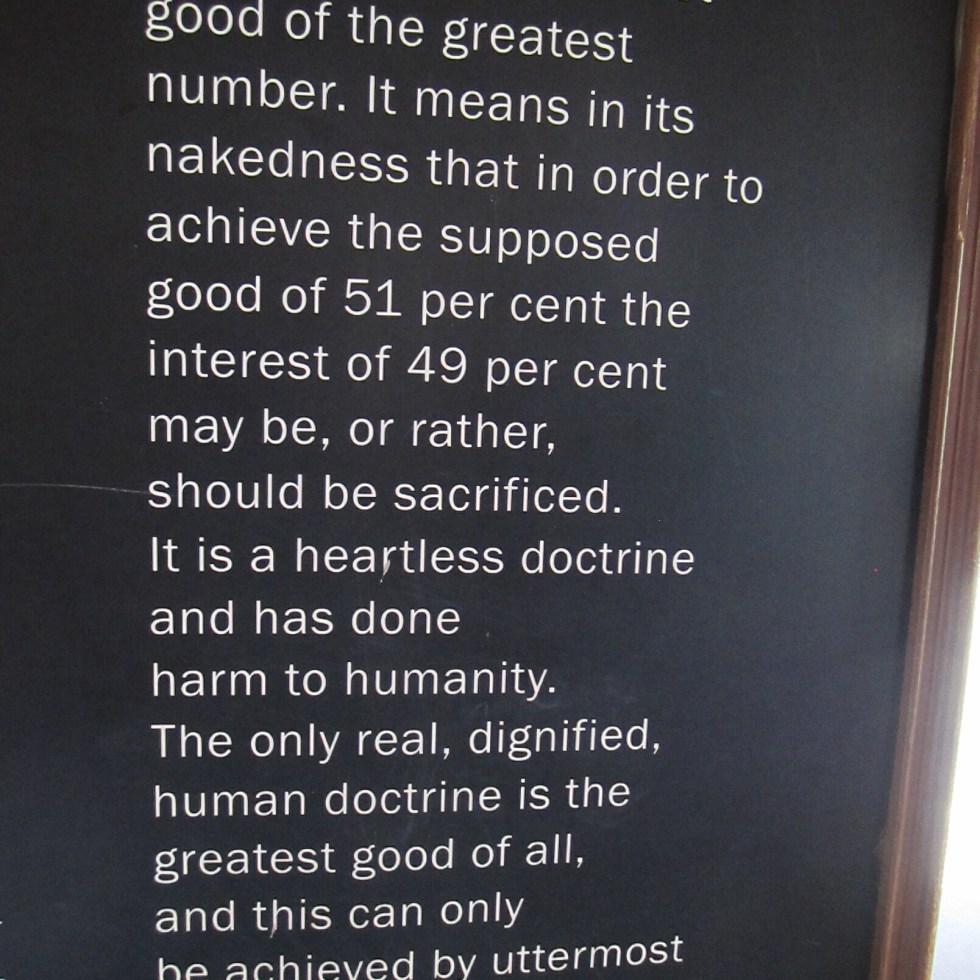 good of the greatest
number. It means in its
nakedness that in order to
achieve the supposed
good of 51 per cent the
interest of 49 per cent
may be, or rather,
should be sacrificed.
It is a heartless doctrine
and has done
harm to humanity.
The only real, dignified,
human doctrine is the
greatest good of all,
and this can only
be achieved by uttermost